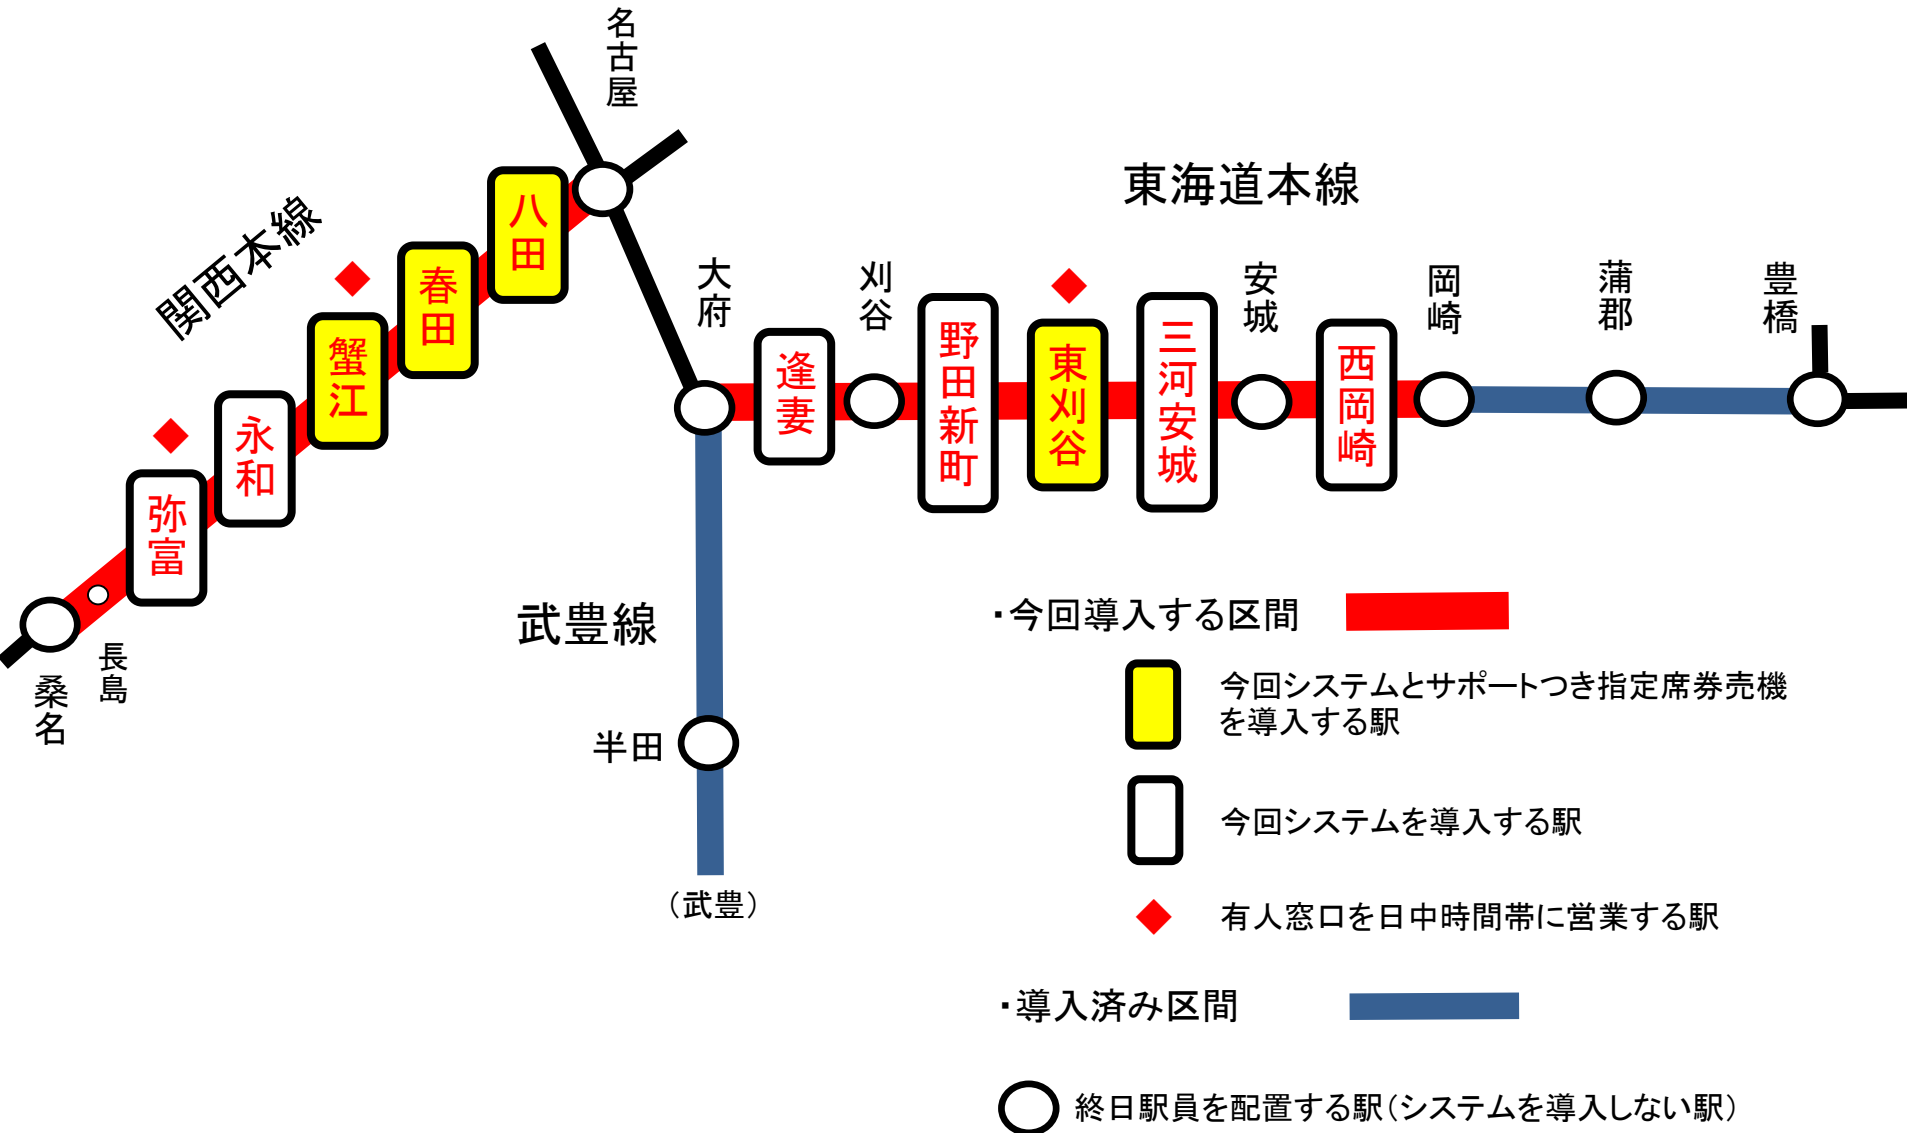 名古屋
関西本線
東海道本線
八田
春田
蟹江
永和
弥富
長島
桑名
大府
逢妻
刈谷
野田新町
東刈谷
三河安城
安城
西岡崎
岡崎
蒲郡
豊橋
武豊線
半田
(武豊)
・今回導入する区間
今回システムとサポートつき指定席券売機
を導入する駅
今回システムを導入する駅
有人窓口を日中時間帯に営業する駅
・導入済み区間
終日駅員を配置する駅(システムを導入しない駅)